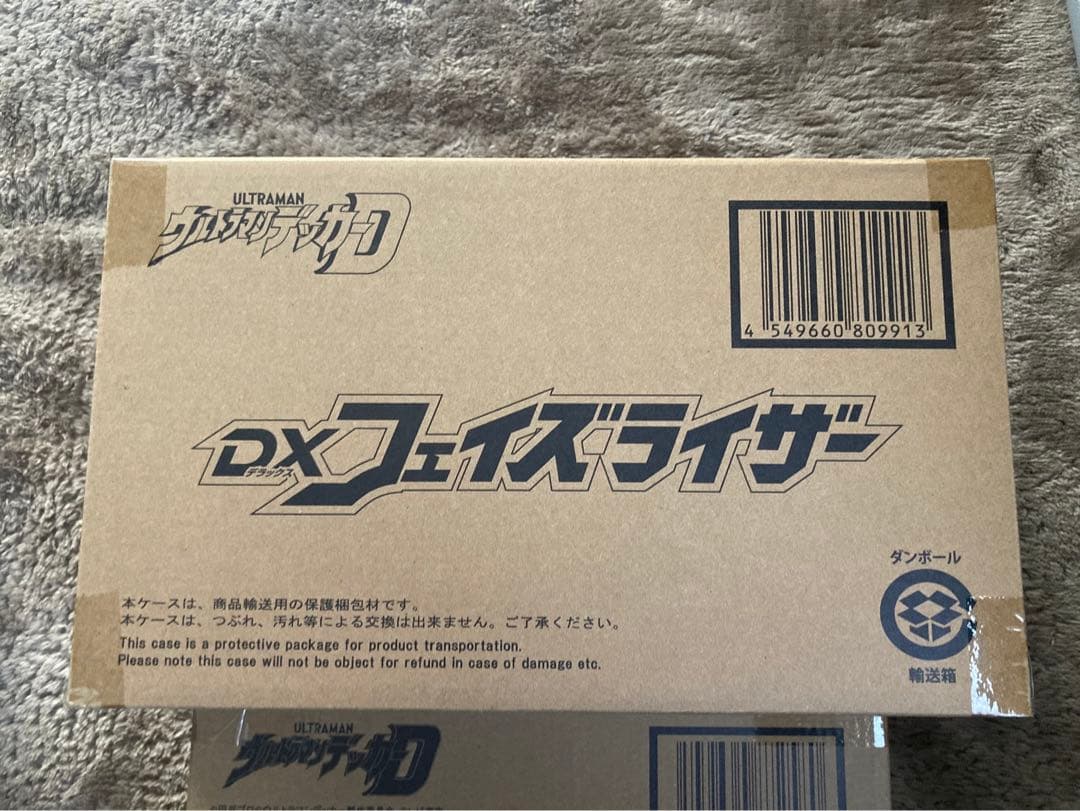 ULTRAMAN
ウルトラマンデッカーD
4 549660 809913
DXフェイズライザー
デラックス
ダンボール
輸送箱
本ケースは、商品輸送用の保護梱包材です。
本ケースは、つぶれ、汚れ等による交換は出来ません。ご了承ください。
This case is a protective package for product transportation.
Please note this case will not be object for refund in case of damage etc.
ULTRAMAN
ウルトラマンデッカーD